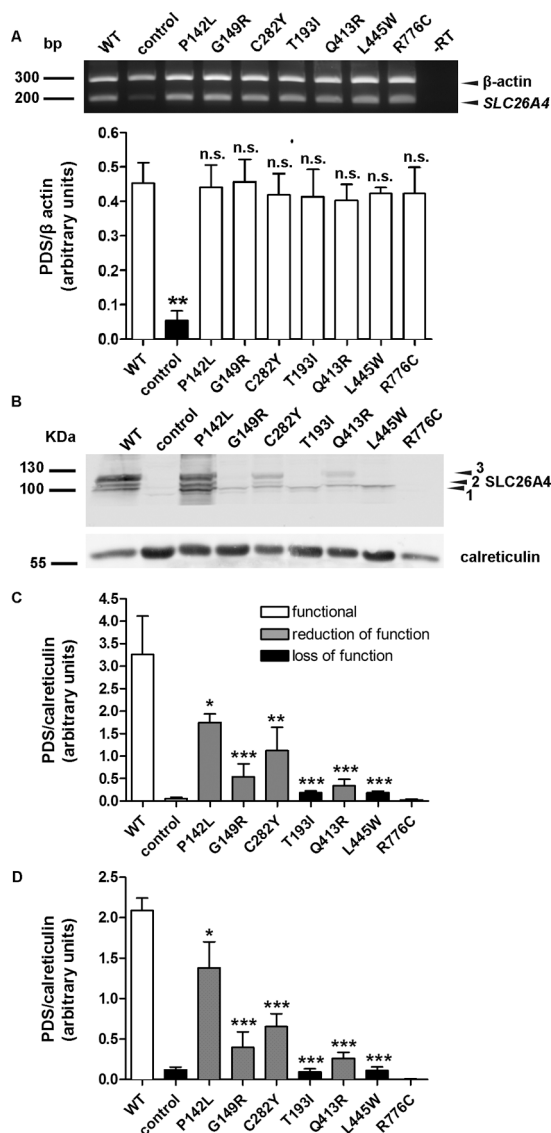 A
bp
WT control P142L G149R C282Y T193I Q413R L445W R776C -RT
300
β-actin
200
SLC26A4
PDS/β actin
(arbitrary units)
0.7
0.6
0.5
0.4
0.3
0.2
0.1
0.0
** n.s. n.s. n.s. n.s. n.s. n.s. n.s.
WT control P142L G149R C282Y T193I Q413R L445W R776C
B
KDa
WT control P142L G149R C282Y T193I Q413R L445W R776C
130
100
3
2 SLC26A4
1
55
calreticulin
C
PDS/calreticulin
(arbitrary units)
4.5
4.0
3.5
3.0
2.5
2.0
1.5
1.0
0.5
0.0
functional
reduction of function
loss of function
* *** ** *** *** ***
WT control P142L G149R C282Y T193I Q413R L445W R776C
D
PDS/calreticulin
(arbitrary units)
2.5
2.0
1.5
1.0
0.5
0.0
* *** *** *** *** ***
WT control P142L G149R C282Y T193I Q413R L445W R776C